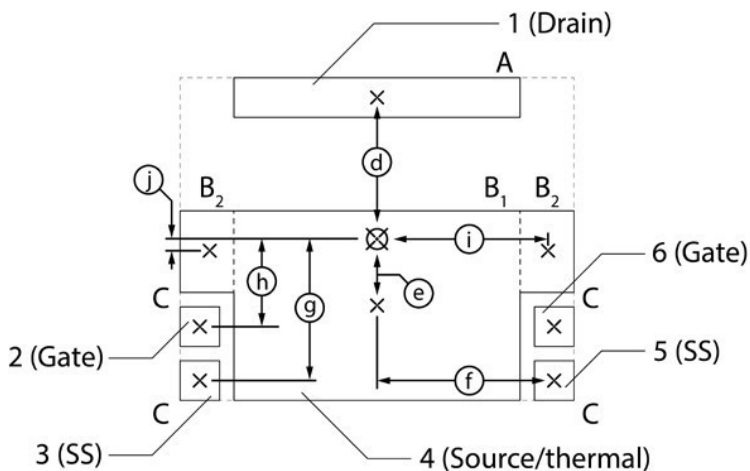 1 (Drain)
A
d
j
B₂
B₁
B₂
i
6 (Gate)
h
g
e
C
C
2 (Gate)
f
5 (SS)
C
C
3 (SS)
4 (Source/thermal)